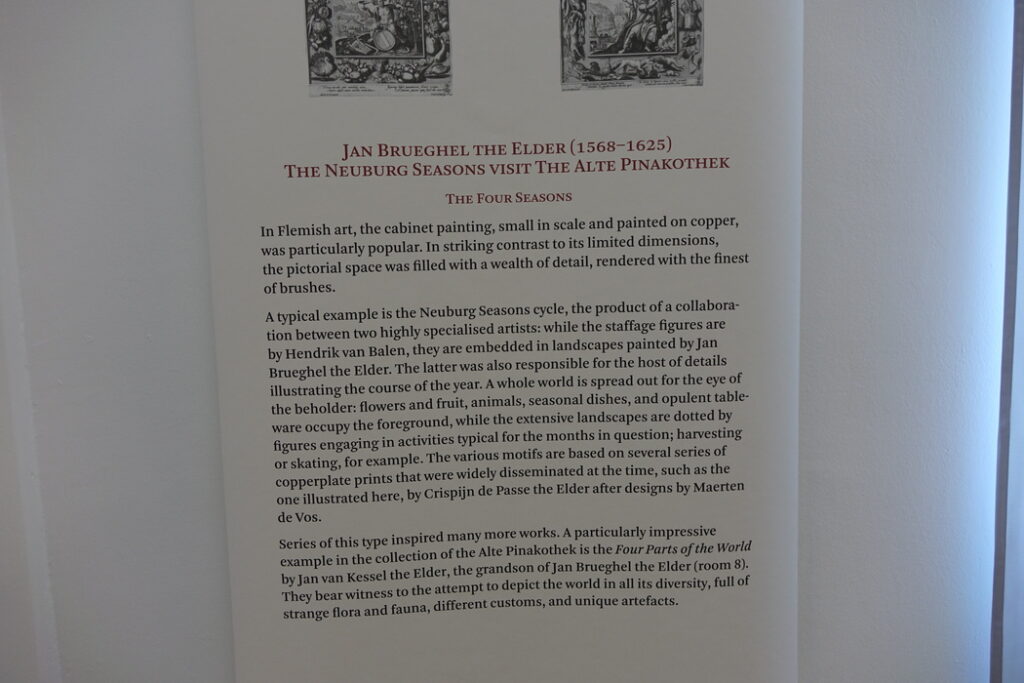 JAN BRUEGHEL THE ELDER (1568–1625)
THE NEUBURG SEASONS VISIT THE ALTE PINAKOTHEK
THE FOUR SEASONS
In Flemish art, the cabinet painting, small in scale and painted on copper,
was particularly popular. In striking contrast to its limited dimensions,
the pictorial space was filled with a wealth of detail, rendered with the finest
of brushes.
A typical example is the Neuburg Seasons cycle, the product of a collabora-
tion between two highly specialised artists: while the staffage figures are
by Hendrik van Balen, they are embedded in landscapes painted by Jan
Brueghel the Elder. The latter was also responsible for the host of details
illustrating the course of the year. A whole world is spread out for the eye of
the beholder: flowers and fruit, animals, seasonal dishes, and opulent table-
ware occupy the foreground, while the extensive landscapes are dotted by
figures engaging in activities typical for the months in question; harvesting
or skating, for example. The various motifs are based on several series of
copperplate prints that were widely disseminated at the time, such as the
one illustrated here, by Crispijn de Passe the Elder after designs by Maerten
de Vos.
Series of this type inspired many more works. A particularly impressive
example in the collection of the Alte Pinakothek is the Four Parts of the World
by Jan van Kessel the Elder, the grandson of Jan Brueghel the Elder (room 8).
They bear witness to the attempt to depict the world in all its diversity, full of
strange flora and fauna, different customs, and unique artefacts.